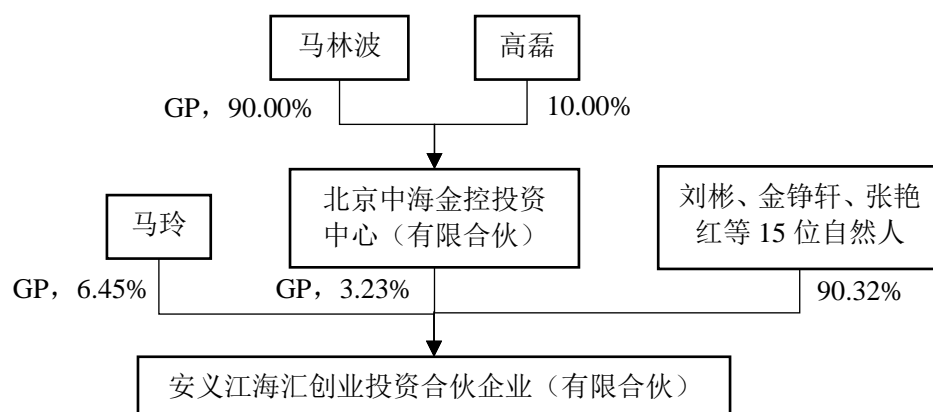 马林波
高磊
GP，90.00%
10.00%
马玲
北京中海金控投资
中心（有限合伙）
刘彬、金铮轩、张艳
红等 15 位自然人
GP，6.45%
GP，3.23%
90.32%
安义江海汇创业投资合伙企业（有限合伙）